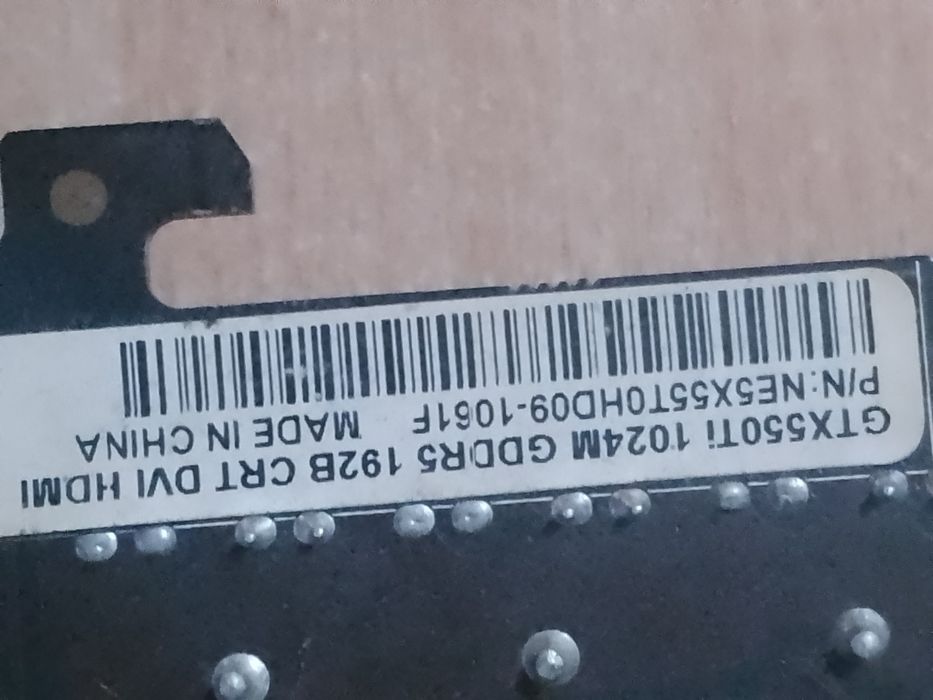 GTX550Ti 1024M GDDR5 192B CRT DVI HDMI
P/N:NE5X55T0HD09-1061F MADE IN CHINA